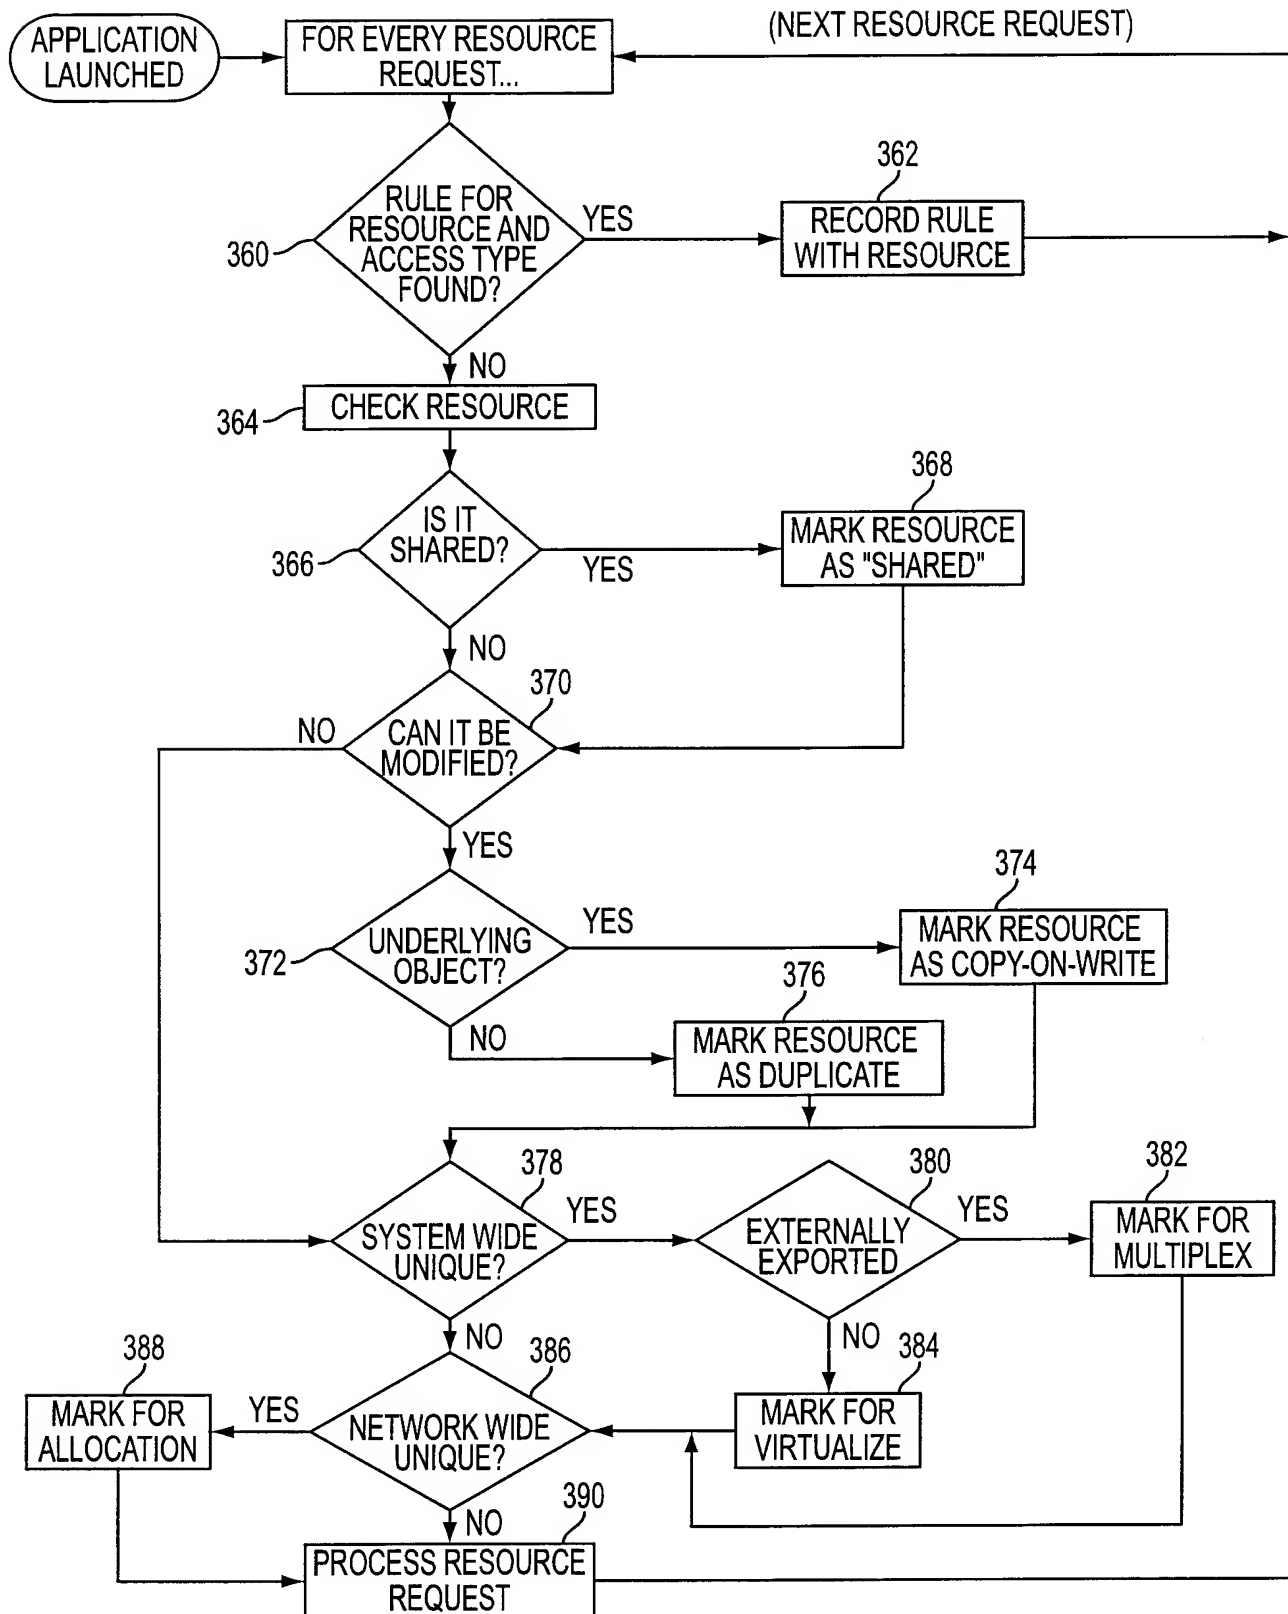 (NEXT RESOURCE REQUEST)
APPLICATION
LAUNCHED
FOR EVERY RESOURCE
REQUEST...
362
RULE FOR
RESOURCE AND
ACCESS TYPE
FOUND?
360
YES
RECORD RULE
WITH RESOURCE
NO
CHECK RESOURCE
364
368
IS IT
SHARED?
366
YES
MARK RESOURCE
AS "SHARED"
NO
370
NO
CAN IT BE
MODIFIED?
YES
374
372
UNDERLYING
OBJECT?
YES
MARK RESOURCE
AS COPY-ON-WRITE
376
NO
MARK RESOURCE
AS DUPLICATE
378
380
382
SYSTEM WIDE
UNIQUE?
YES
EXTERNALLY
EXPORTED
YES
MARK FOR
MULTIPLEX
NO
NO
388
386
384
MARK FOR
ALLOCATION
YES
NETWORK WIDE
UNIQUE?
MARK FOR
VIRTUALIZE
NO
390
PROCESS RESOURCE
REQUEST